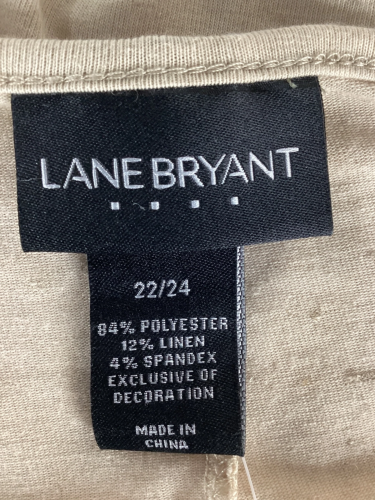 LANE BRYANT
22/24
84% POLYESTER
12% LINEN
4% SPANDEX
EXCLUSIVE OF
DECORATION
MADE IN
CHINA